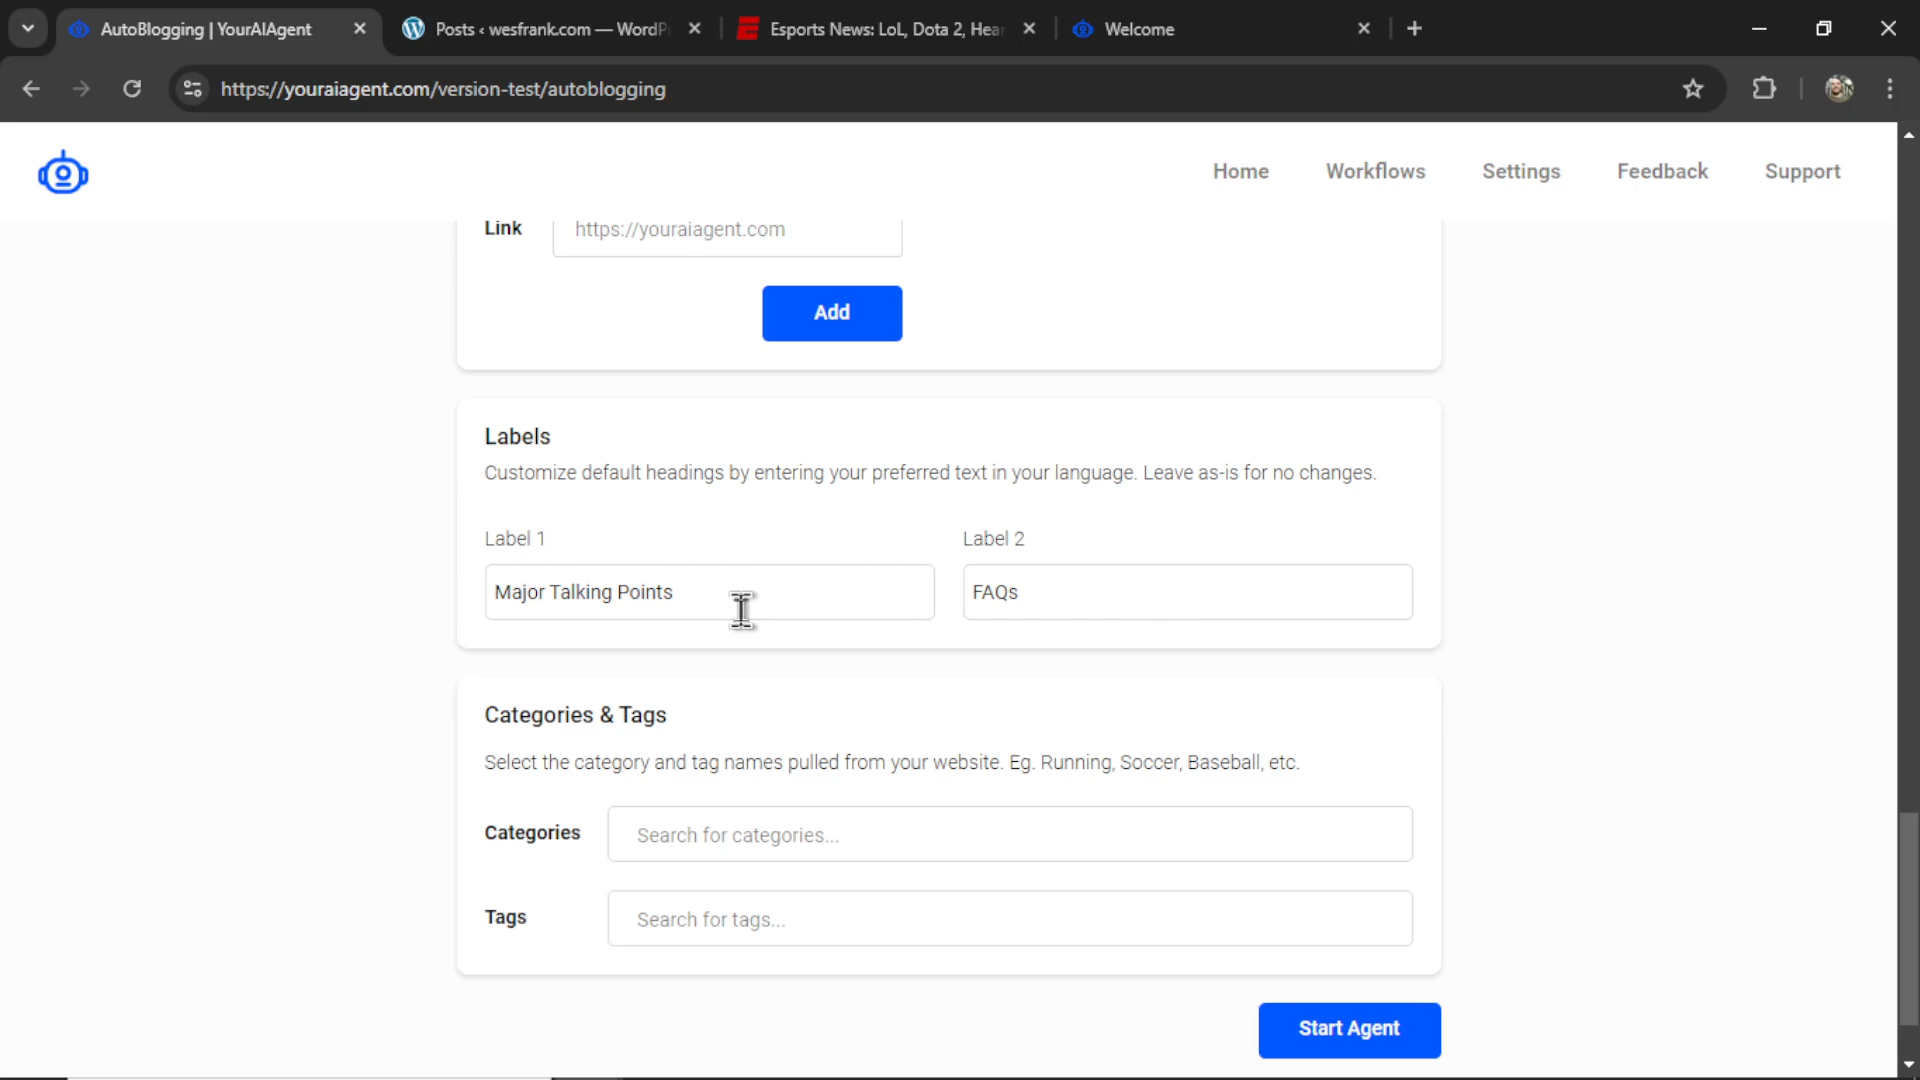 AutoBlogging | YourAIAgent
Posts ‹ wesfrank.com — WordPr
Esports News: LoL, Dota 2, Hear
Welcome
https://youraiagent.com/version-test/autoblogging
Home
Workflows
Settings
Feedback
Support
Link
https://youraiagent.com
Add
Labels
Customize default headings by entering your preferred text in your language. Leave as-is for no changes.
Label 1
Label 2
Major Talking Points
FAQs
Categories & Tags
Select the category and tag names pulled from your website. Eg. Running, Soccer, Baseball, etc.
Categories
Search for categories...
Tags
Search for tags...
Start Agent